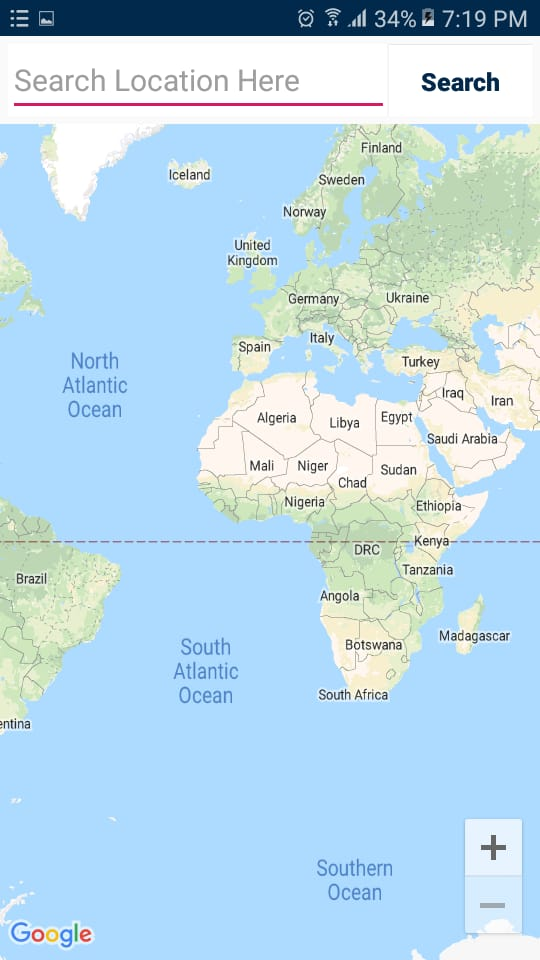 34% 7:19 PM
Search Location Here
Search
Finland
Iceland
Sweden
Norway
United
Kingdom
Germany
Ukraine
Italy
Spain
Turkey
North
Atlantic
Ocean
Iraq
Iran
Algeria
Libya
Egypt
Saudi Arabia
Mali
Niger
Sudan
Chad
Nigeria
Ethiopia
Kenya
DRC
Brazil
Tanzania
Angola
Madagascar
Botswana
South
Atlantic
Ocean
South Africa
entina
Southern
Ocean
+
−
Google